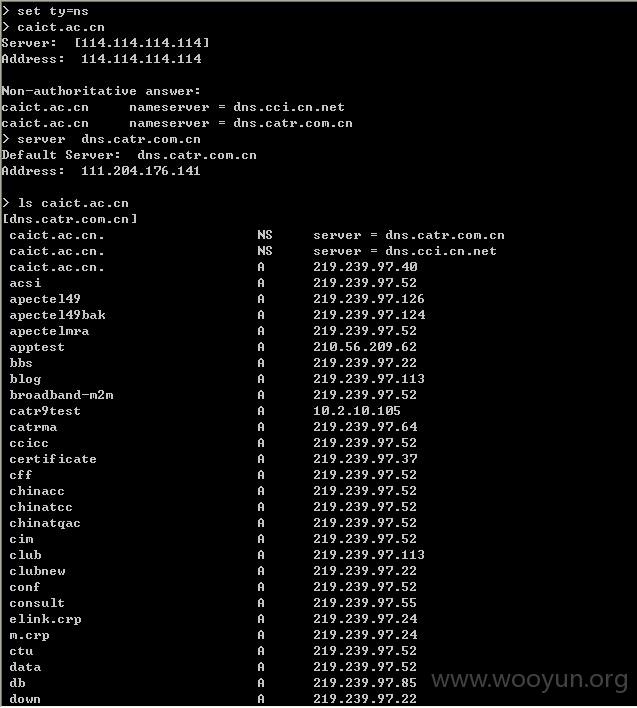 > set ty=ns
> caict.ac.cn
Server:  [114.114.114.114]
Address:  114.114.114.114
Non-authoritative answer:
caict.ac.cn     nameserver = dns.cci.cn.net
caict.ac.cn     nameserver = dns.catr.com.cn
> server  dns.catr.com.cn
Default Server:  dns.catr.com.cn
Address:  111.204.176.141
> ls caict.ac.cn
[dns.catr.com.cn]
caict.ac.cn.                   NS     server = dns.catr.com.cn
caict.ac.cn.                   NS     server = dns.cci.cn.net
caict.ac.cn.                   A      219.239.97.40
acsi                           A      219.239.97.52
apectel49                      A      219.239.97.126
apectel49bak                   A      219.239.97.124
apectelmra                     A      219.239.97.52
apptest                        A      210.56.209.62
bbs                            A      219.239.97.22
blog                           A      219.239.97.113
broadband-m2m                  A      219.239.97.52
catr9test                      A      10.2.10.105
catrma                         A      219.239.97.64
ccicc                          A      219.239.97.52
certificate                    A      219.239.97.37
cff                            A      219.239.97.52
chinacc                        A      219.239.97.52
chinatcc                       A      219.239.97.52
chinatqac                      A      219.239.97.52
cim                            A      219.239.97.52
club                           A      219.239.97.113
clubnew                        A      219.239.97.22
conf                           A      219.239.97.52
consult                        A      219.239.97.55
elink.crp                      A      219.239.97.24
m.crp                          A      219.239.97.24
ctu                            A      219.239.97.52
data                           A      219.239.97.52
db                             A      219.239.97.85
down                           A      219.239.97.22
www.wooyun.org